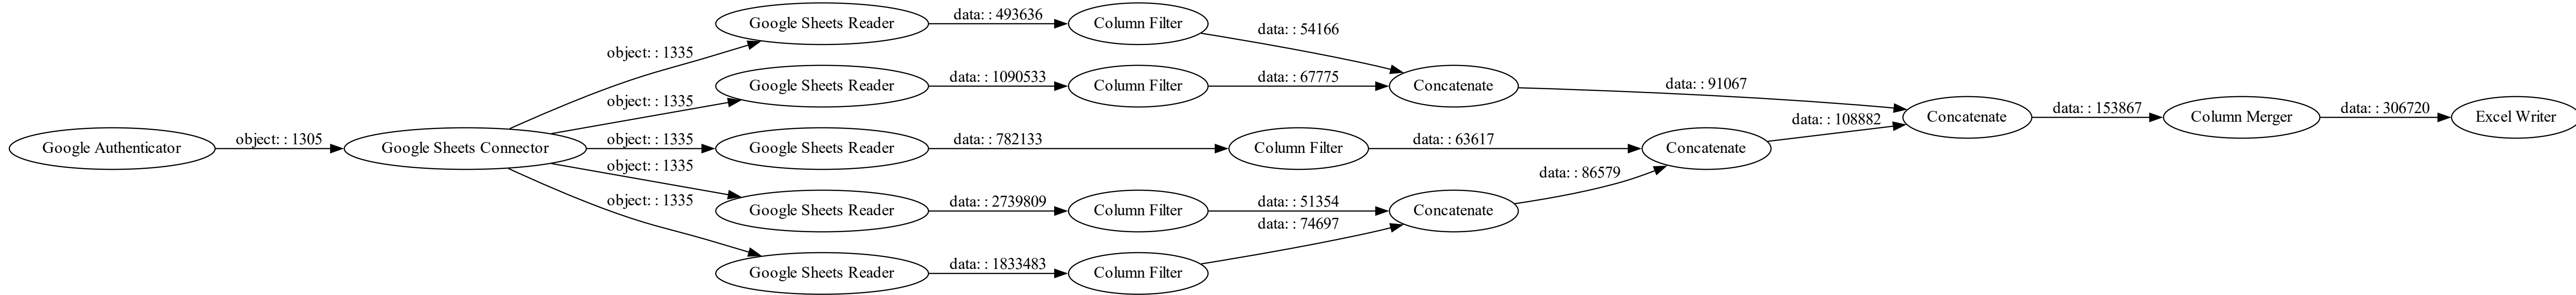 Google Authenticator
object: : 1305
Google Sheets Connector
object: : 1335
object: : 1335
object: : 1335
object: : 1335
object: : 1335
Google Sheets Reader
data: : 493636
Column Filter
data: : 54166
Google Sheets Reader
data: : 1090533
Column Filter
data: : 67775
Concatenate
data: : 91067
Google Sheets Reader
data: : 782133
Column Filter
data: : 63617
Concatenate
data: : 108882
Google Sheets Reader
data: : 2739809
Column Filter
data: : 51354
Concatenate
data: : 86579
Google Sheets Reader
data: : 1833483
Column Filter
data: : 74697
Concatenate
data: : 153867
Column Merger
data: : 306720
Excel Writer